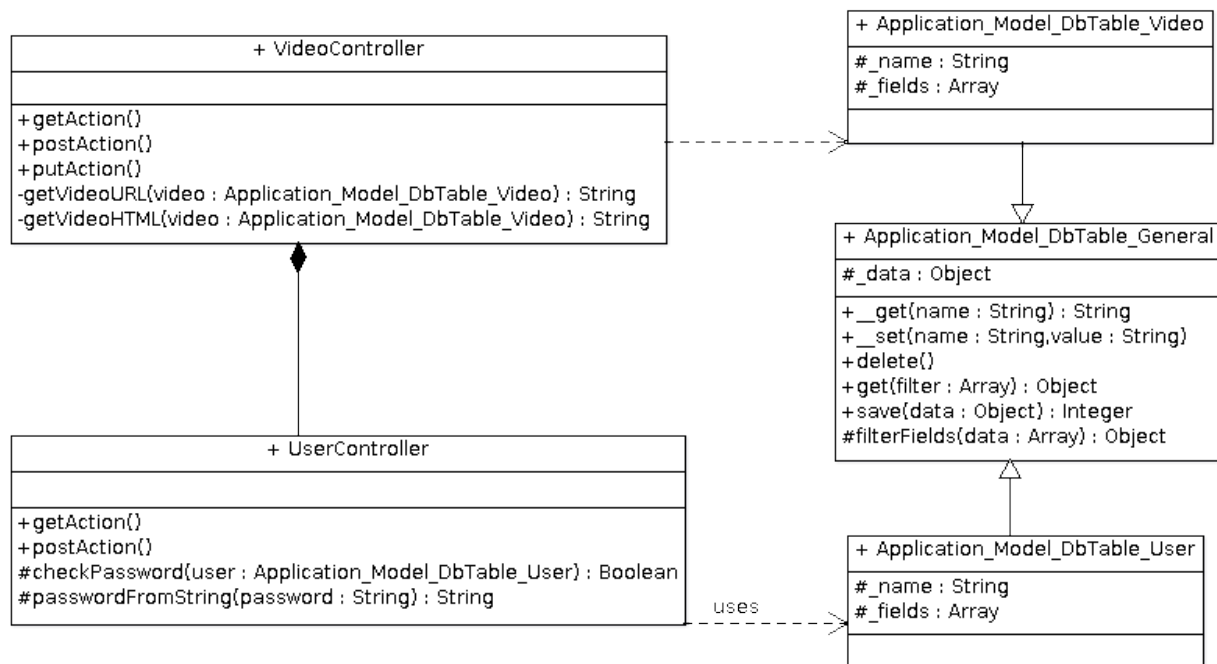 + VideoController
+getAction()
+postAction()
+putAction()
-getVideoURL(video : Application_Model_DbTable_Video) : String
-getVideoHTML(video : Application_Model_DbTable_Video) : String
+ Application_Model_DbTable_Video
#_name : String
#_fields : Array
+ Application_Model_DbTable_General
#_data : Object
+__get(name : String) : String
+__set(name : String,value : String)
+delete()
+get(filter : Array) : Object
+save(data : Object) : Integer
#filterFields(data : Array) : Object
+ UserController
+getAction()
+postAction()
#checkPassword(user : Application_Model_DbTable_User) : Boolean
#passwordFromString(password : String) : String
uses
+ Application_Model_DbTable_User
#_name : String
#_fields : Array